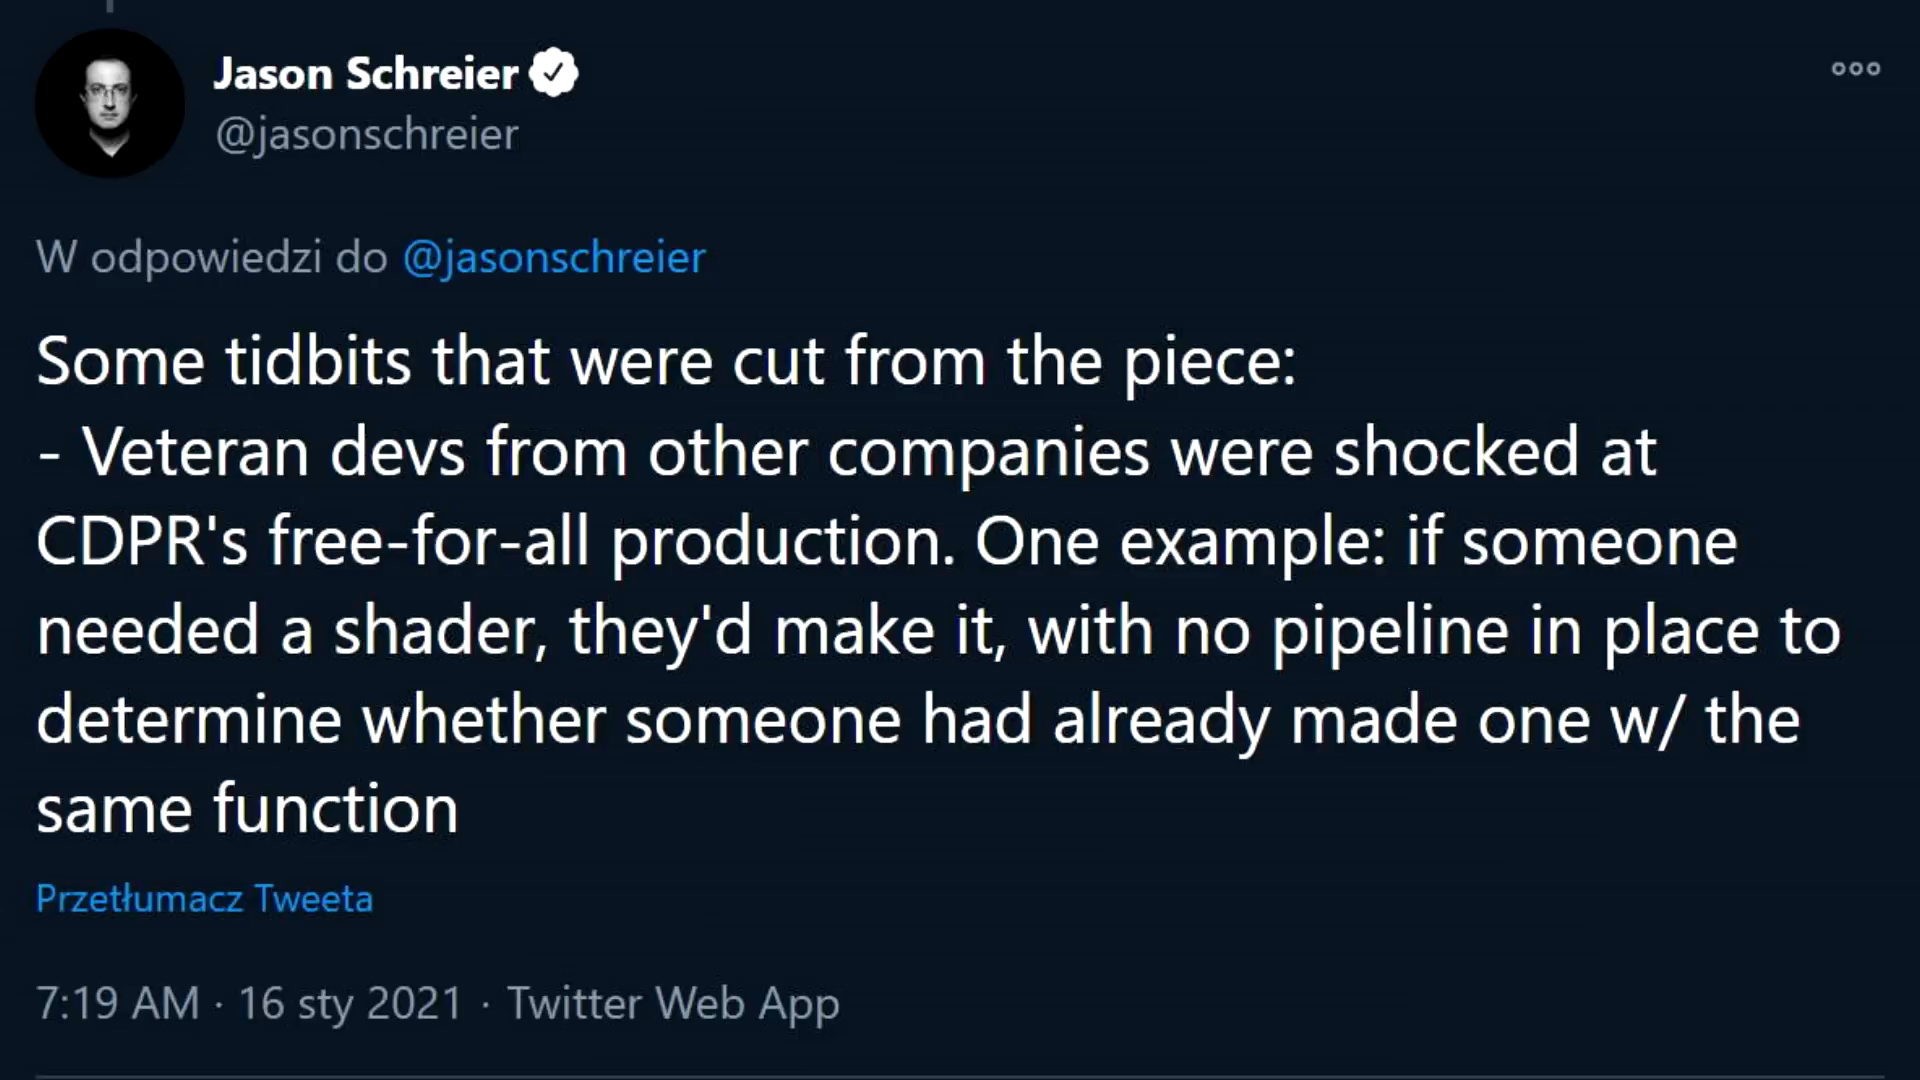 Jason Schreier
@jasonschreier
W odpowiedzi do @jasonschreier
Some tidbits that were cut from the piece:
- Veteran devs from other companies were shocked at
CDPR's free-for-all production. One example: if someone
needed a shader, they'd make it, with no pipeline in place to
determine whether someone had already made one w/ the
same function
Przetłumacz Tweeta
7:19 AM · 16 sty 2021 · Twitter Web App